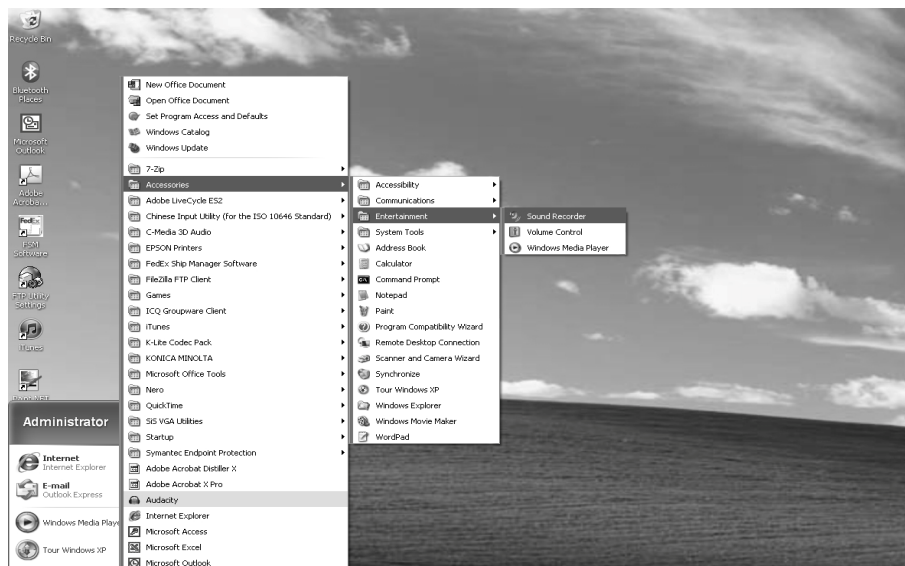 Recycle Bin
Bluetooth
Places
Microsoft
Outlook
Adobe
Acroba...
FedEx
FSM
Software
FTP Utility
Settings
iTunes
Administrator
Internet
Internet Explorer
E-mail
Outlook Express
Windows Media Playe
Tour Windows XP
New Office Document
Open Office Document
Set Program Access and Defaults
Windows Catalog
Windows Update
7-Zip
Accessories
Adobe LiveCycle ES2
Chinese Input Utility (for the ISO 10646 Standard)
C-Media 3D Audio
EPSON Printers
FedEx Ship Manager Software
FileZilla FTP Client
Games
ICQ Groupware Client
iTunes
K-Lite Codec Pack
KONICA MINOLTA
Microsoft Office Tools
Nero
QuickTime
SiS VGA Utilities
Startup
Symantec Endpoint Protection
Adobe Acrobat Distiller X
Adobe Acrobat X Pro
Audacity
Internet Explorer
Microsoft Access
Microsoft Excel
Microsoft Outlook
Accessibility
Communications
Entertainment
System Tools
Address Book
Calculator
Command Prompt
Notepad
Paint
Program Compatibility Wizard
Remote Desktop Connection
Scanner and Camera Wizard
Synchronize
Tour Windows XP
Windows Explorer
Windows Movie Maker
WordPad
Sound Recorder
Volume Control
Windows Media Player